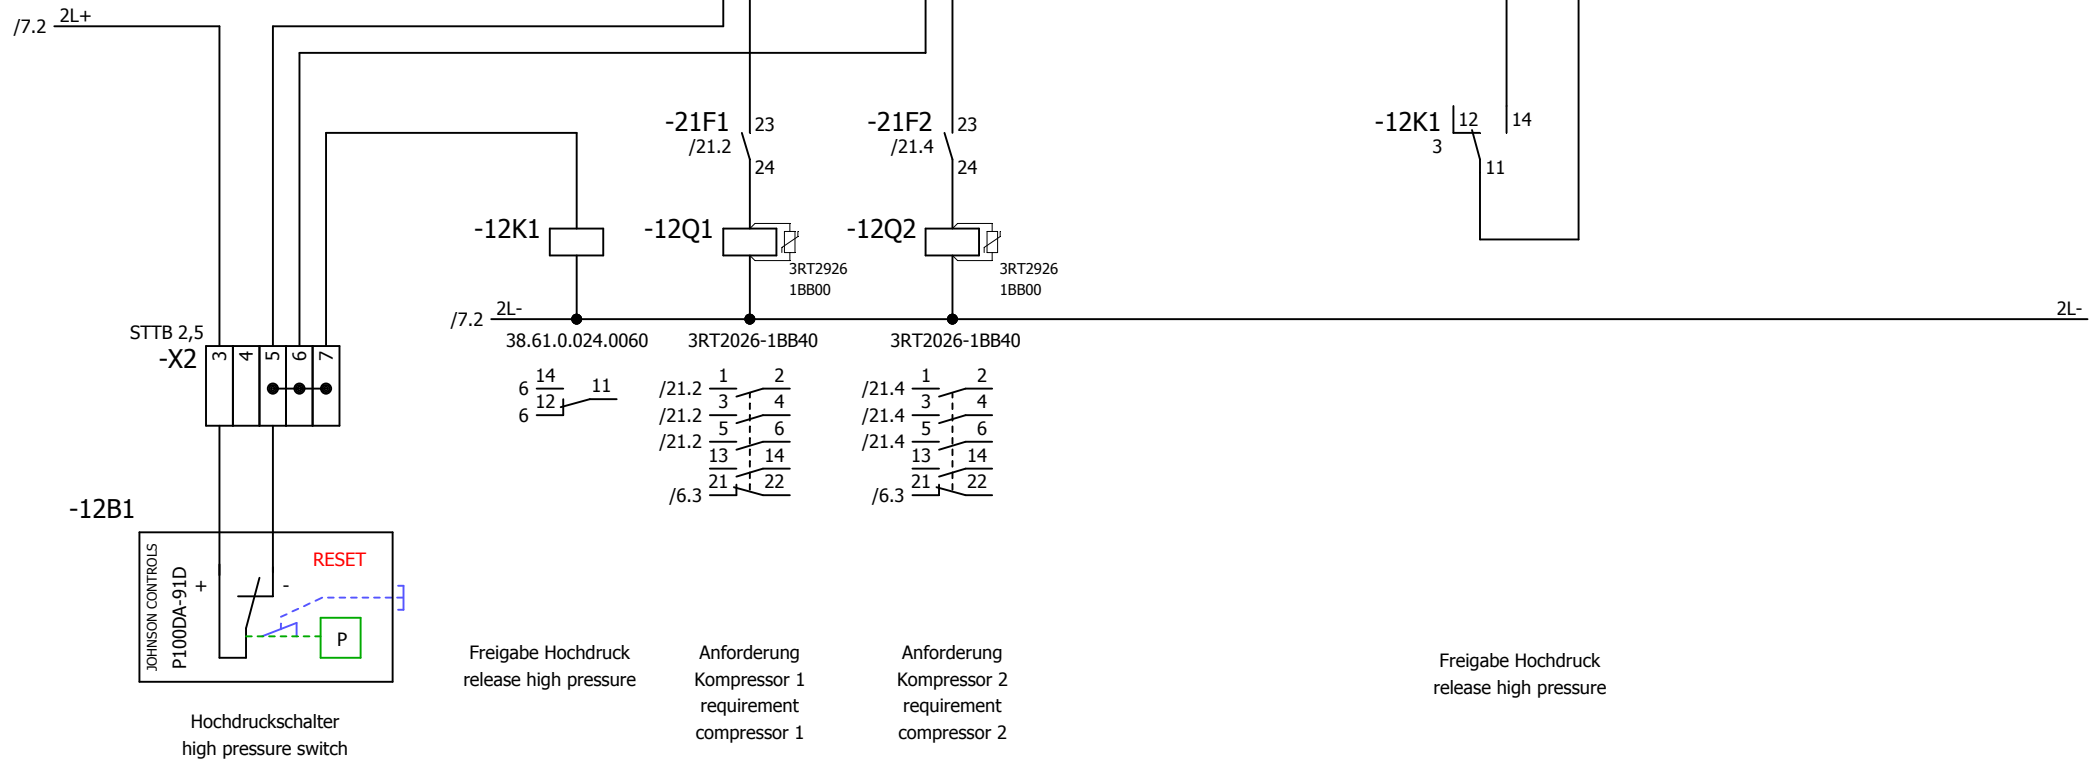 /7.2 2L+
-21F1 23
/21.2
24
-21F2 23
/21.4
24
-12K1 12 14
3
11
-12K1
-12Q1
3RT2926
1BB00
-12Q2
3RT2926
1BB00
/7.2 2L-
2L-
STTB 2,5
-X2 3 4 5 6 7
38.61.0.024.0060
6 14
11
6 12
3RT2026-1BB40
/21.2 1 2
/21.2 3 4
/21.2 5 6
13 14
/6.3 21 22
3RT2026-1BB40
/21.4 1 2
/21.4 3 4
/21.4 5 6
13 14
/6.3 21 22
-12B1
JOHNSON CONTROLS
P100DA-91D
+
-
RESET
P
Hochdruckschalter
high pressure switch
Freigabe Hochdruck
release high pressure
Anforderung
Kompressor 1
requirement
compressor 1
Anforderung
Kompressor 2
requirement
compressor 2
Freigabe Hochdruck
release high pressure